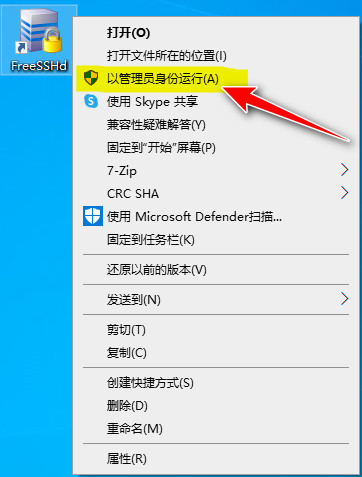 FreeSSHd
打开(O)
打开文件所在的位置(I)
以管理员身份运行(A)
使用 Skype 共享
兼容性疑难解答(Y)
固定到"开始"屏幕(P)
7-Zip
CRC SHA
使用 Microsoft Defender扫描...
固定到任务栏(K)
还原以前的版本(V)
发送到(N)
剪切(T)
复制(C)
创建快捷方式(S)
删除(D)
重命名(M)
属性(R)